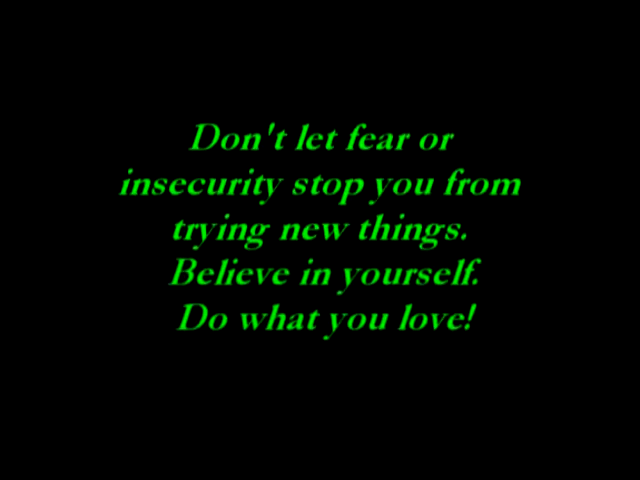 Don't let fear or
insecurity stop you from
trying new things.
Believe in yourself.
Do what you love!